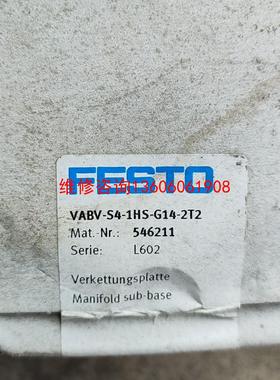 FESTO
维修咨询13606061908
VABV-S4-1HS-G14-2T2
Mat.-Nr.: 546211
Serie: L602
Verkettungsplatte
Manifold sub-base